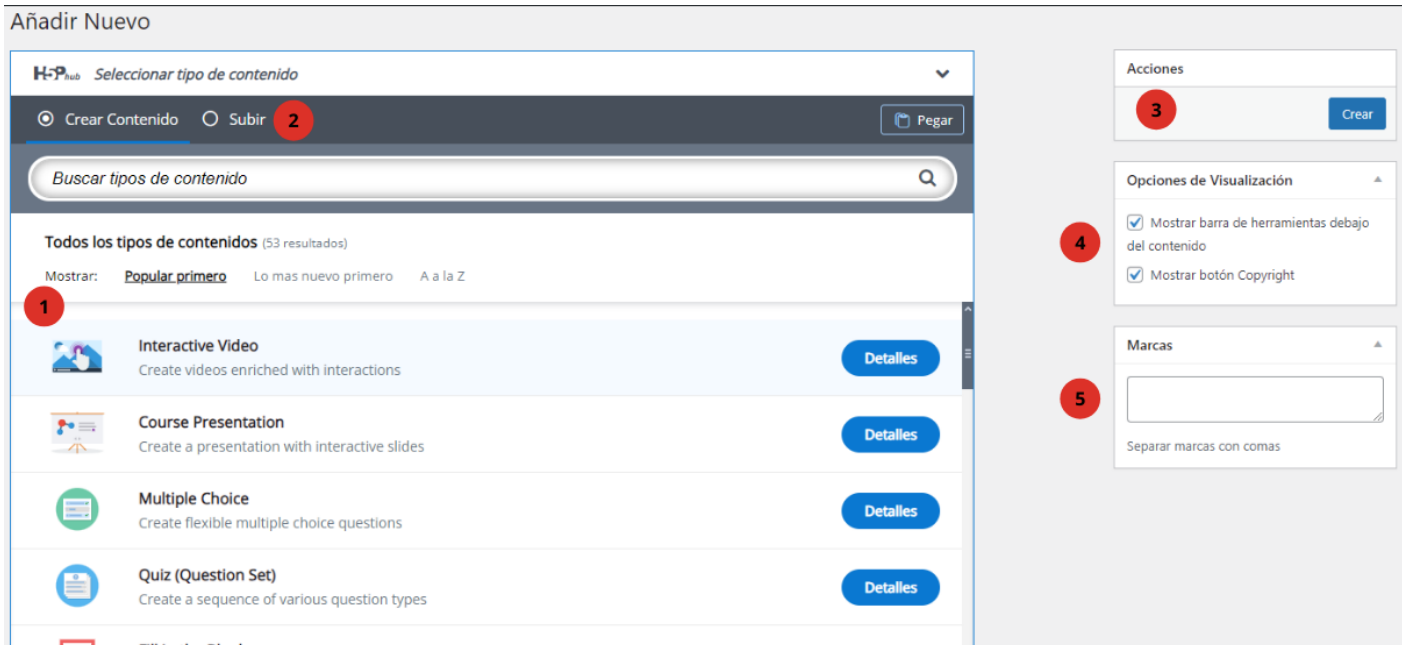 Añadir Nuevo
H5Phub Seleccionar tipo de contenido
Crear Contenido Subir 2 Pegar
Buscar tipos de contenido
Todos los tipos de contenidos (53 resultados)
Mostrar: Popular primero Lo mas nuevo primero A a la Z
1
Interactive Video
Create videos enriched with interactions
Detalles
Course Presentation
Create a presentation with interactive slides
Detalles
Multiple Choice
Create flexible multiple choice questions
Detalles
Quiz (Question Set)
Create a sequence of various question types
Detalles
Acciones
3 Crear
Opciones de Visualización
4
Mostrar barra de herramientas debajo
del contenido
Mostrar botón Copyright
Marcas
5
Separar marcas con comas